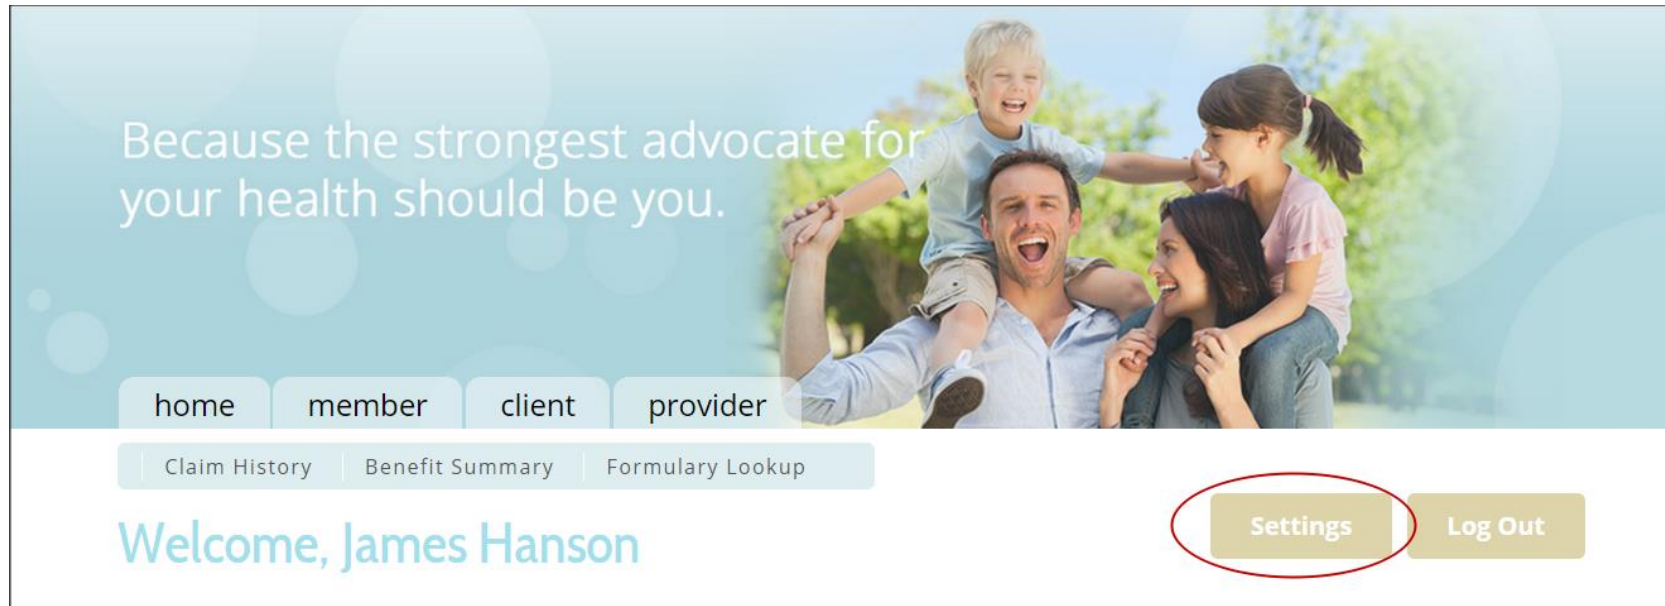 Because the strongest advocate for
your health should be you.
home member client provider
Claim History Benefit Summary Formulary Lookup
Settings Log Out
Welcome, James Hanson